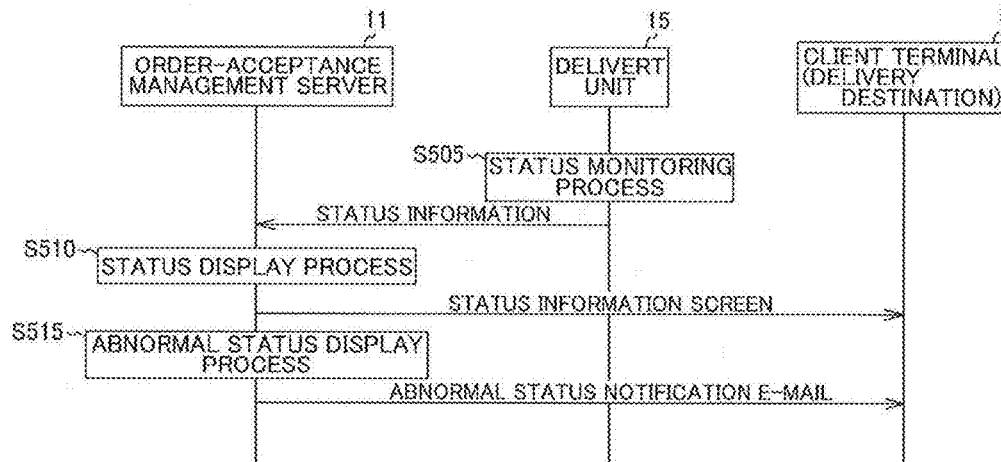 11
15
ORDER-ACCEPTANCE
MANAGEMENT SERVER
DELIVERT
UNIT
CLIENT TERMINAL
(DELIVERY
DESTINATION)
S505
STATUS MONITORING
PROCESS
STATUS INFORMATION
S510
STATUS DISPLAY PROCESS
STATUS INFORMATION SCREEN
S515
ABNORMAL STATUS DISPLAY
PROCESS
ABNORMAL STATUS NOTIFICATION E-MAIL